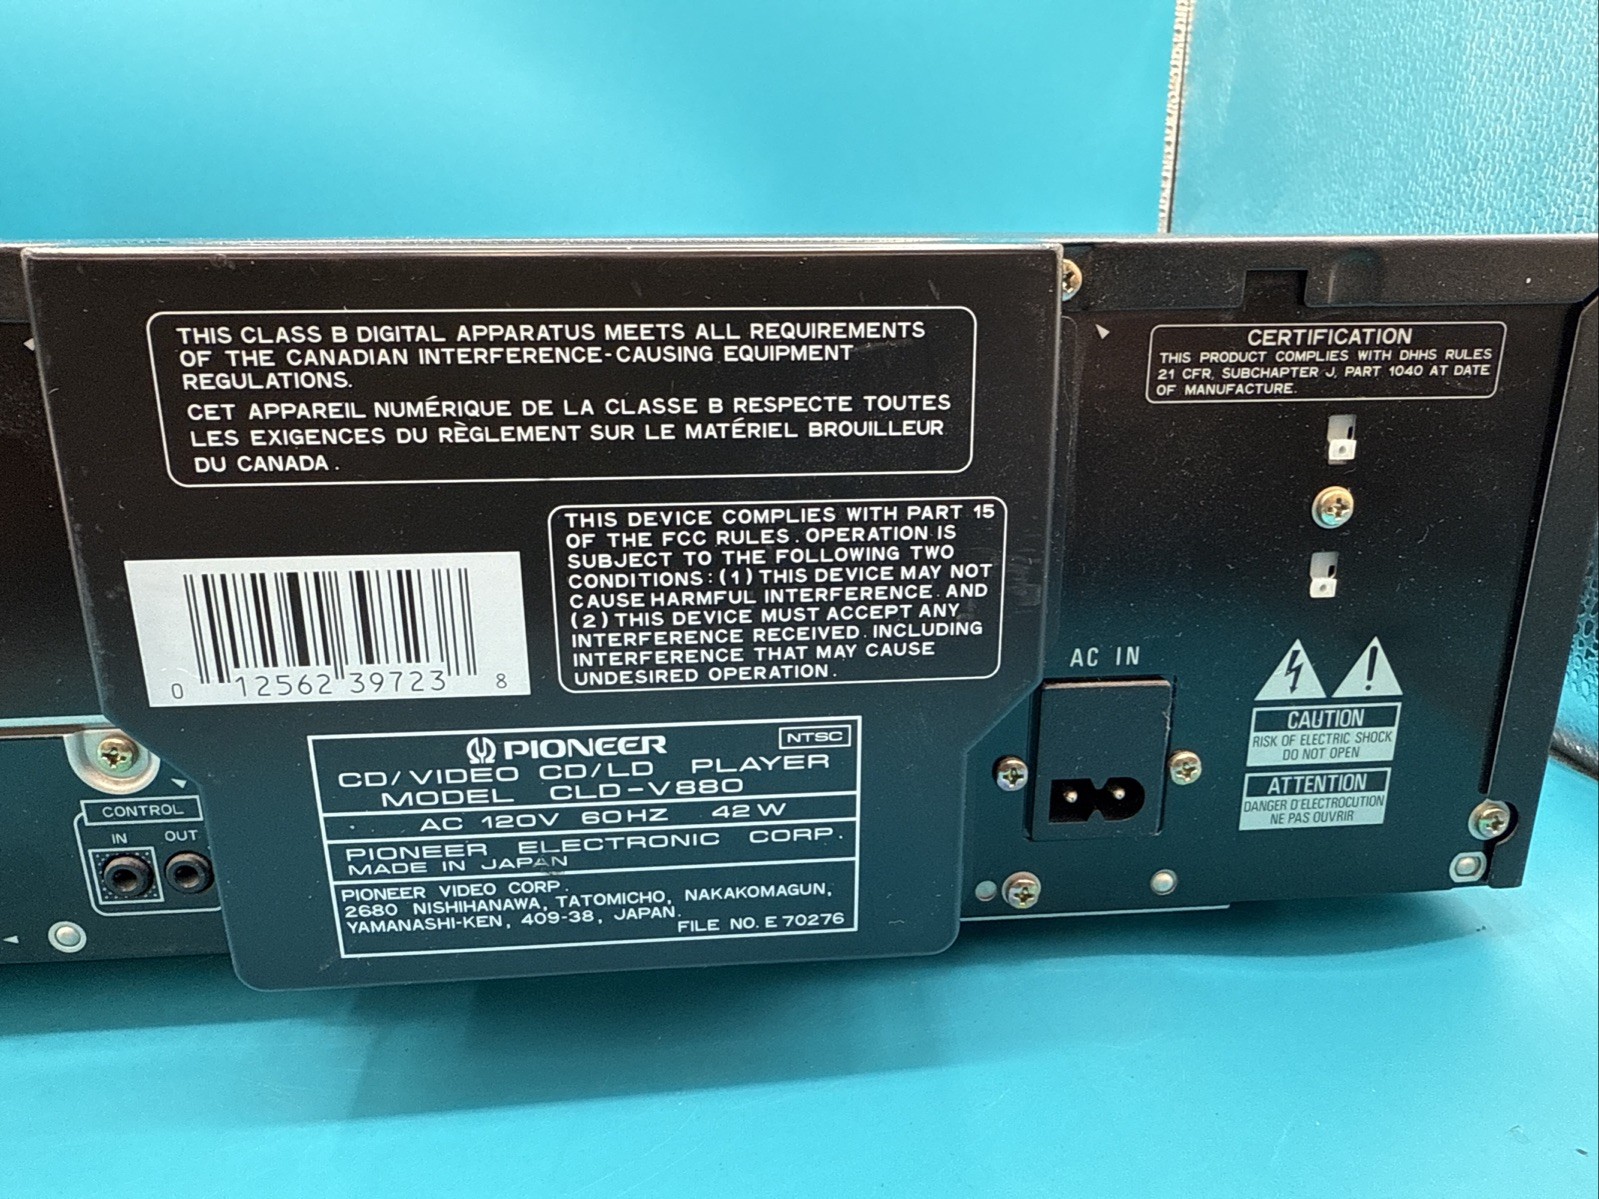 THIS CLASS B DIGITAL APPARATUS MEETS ALL REQUIREMENTS
OF THE CANADIAN INTERFERENCE-CAUSING EQUIPMENT
REGULATIONS.
CET APPAREIL NUMÉRIQUE DE LA CLASSE B RESPECTE TOUTES
LES EXIGENCES DU RÈGLEMENT SUR LE MATÉRIEL BROUILLEUR
DU CANADA.
THIS DEVICE COMPLIES WITH PART 15
OF THE FCC RULES. OPERATION IS
SUBJECT TO THE FOLLOWING TWO
CONDITIONS: (1) THIS DEVICE MAY NOT
CAUSE HARMFUL INTERFERENCE. AND
(2) THIS DEVICE MUST ACCEPT ANY
INTERFERENCE RECEIVED. INCLUDING
INTERFERENCE THAT MAY CAUSE
UNDESIRED OPERATION.
0 12562 39723 8
PIONEER NTSC
CD/VIDEO CD/LD PLAYER
MODEL CLD-V880
AC 120V 60HZ 42W
PIONEER ELECTRONIC CORP.
MADE IN JAPAN
PIONEER VIDEO CORP.
2680 NISHIHANAWA, TATOMICHO, NAKAKOMAGUN,
YAMANASHI-KEN, 409-38, JAPAN.
FILE NO. E 70276
CONTROL
IN OUT
CERTIFICATION
THIS PRODUCT COMPLIES WITH DHHS RULES
21 CFR, SUBCHAPTER J, PART 1040 AT DATE
OF MANUFACTURE.
AC IN
CAUTION
RISK OF ELECTRIC SHOCK
DO NOT OPEN
ATTENTION
DANGER D'ELECTROCUTION
NE PAS OUVRIR